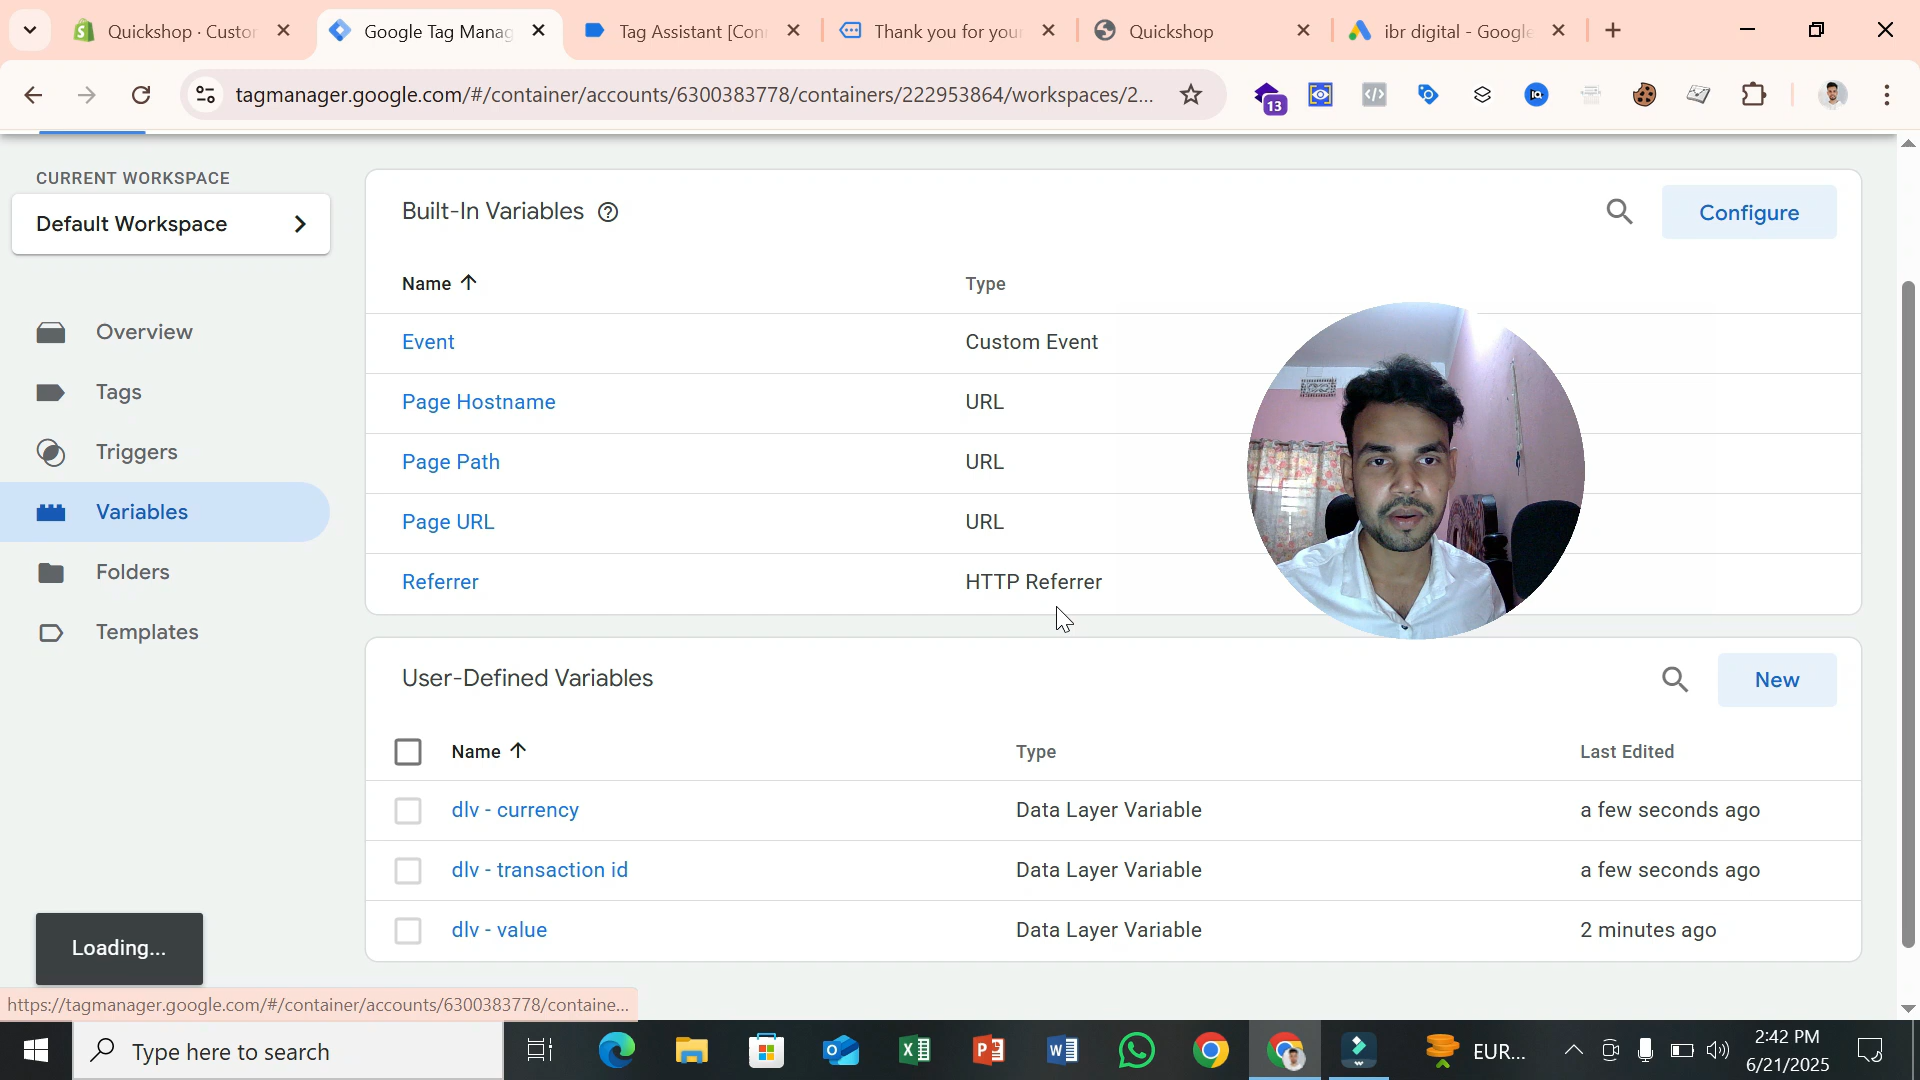 Quickshop · Custor
Google Tag Manag
Tag Assistant [Con
Thank you for you
Quickshop
ibr digital - Google
tagmanager.google.com/#/container/accounts/6300383778/containers/222953864/workspaces/2...
13
CURRENT WORKSPACE
Default Workspace
Overview
Tags
Triggers
Variables
Folders
Templates
Built-In Variables
Configure
Name Type
Event Custom Event
Page Hostname URL
Page Path URL
Page URL URL
Referrer HTTP Referrer
User-Defined Variables
New
Name Type Last Edited
dlv - currency Data Layer Variable a few seconds ago
dlv - transaction id Data Layer Variable a few seconds ago
dlv - value Data Layer Variable 2 minutes ago
Loading...
https://tagmanager.google.com/#/container/accounts/6300383778/containe...
Type here to search
EUR...
2:42 PM
6/21/2025